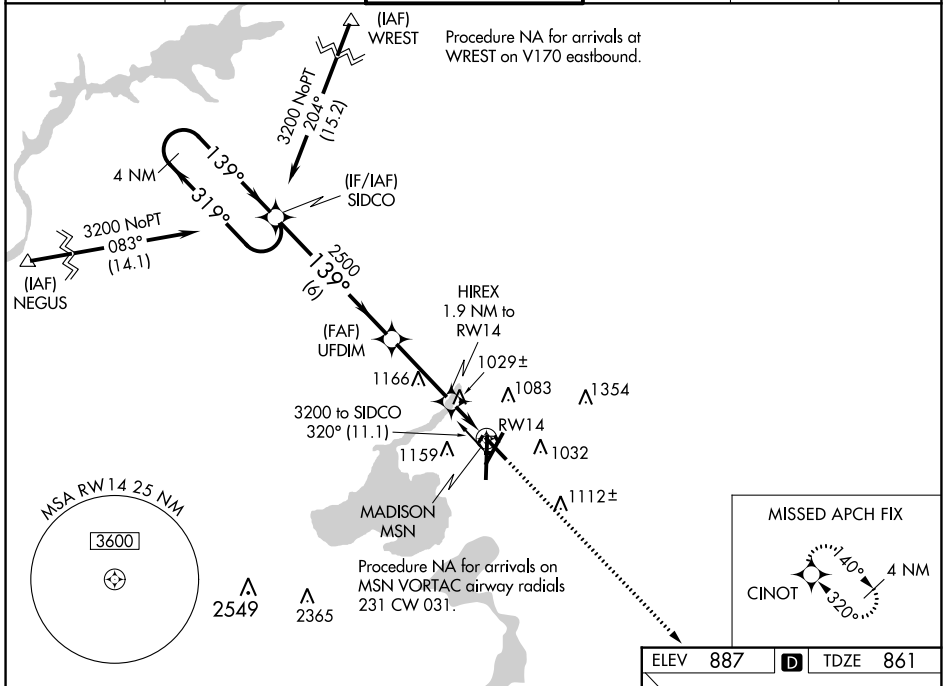 (IAF)
WREST
Procedure NA for arrivals at
WREST on V170 eastbound.
3200 NoPT
204°
(15.2)
4 NM
139°
319°
(IF/IAF)
SIDCO
3200 NoPT
083°
(14.1)
(IAF)
NEGUS
2500
139°
(6)
(FAF)
UFDIM
HIREX
1.9 NM to
RW14
1029±
1166
1083
1354
3200 to SIDCO
320° (11.1)
RW14
1159
1032
1112±
MADISON
MSN
MSA RW14 25 NM
3600
2549
2365
Procedure NA for arrivals on
MSN VORTAC airway radials
231 CW 031.
MISSED APCH FIX
CINOT
140°
320°
4 NM
ELEV 887 D TDZE 861